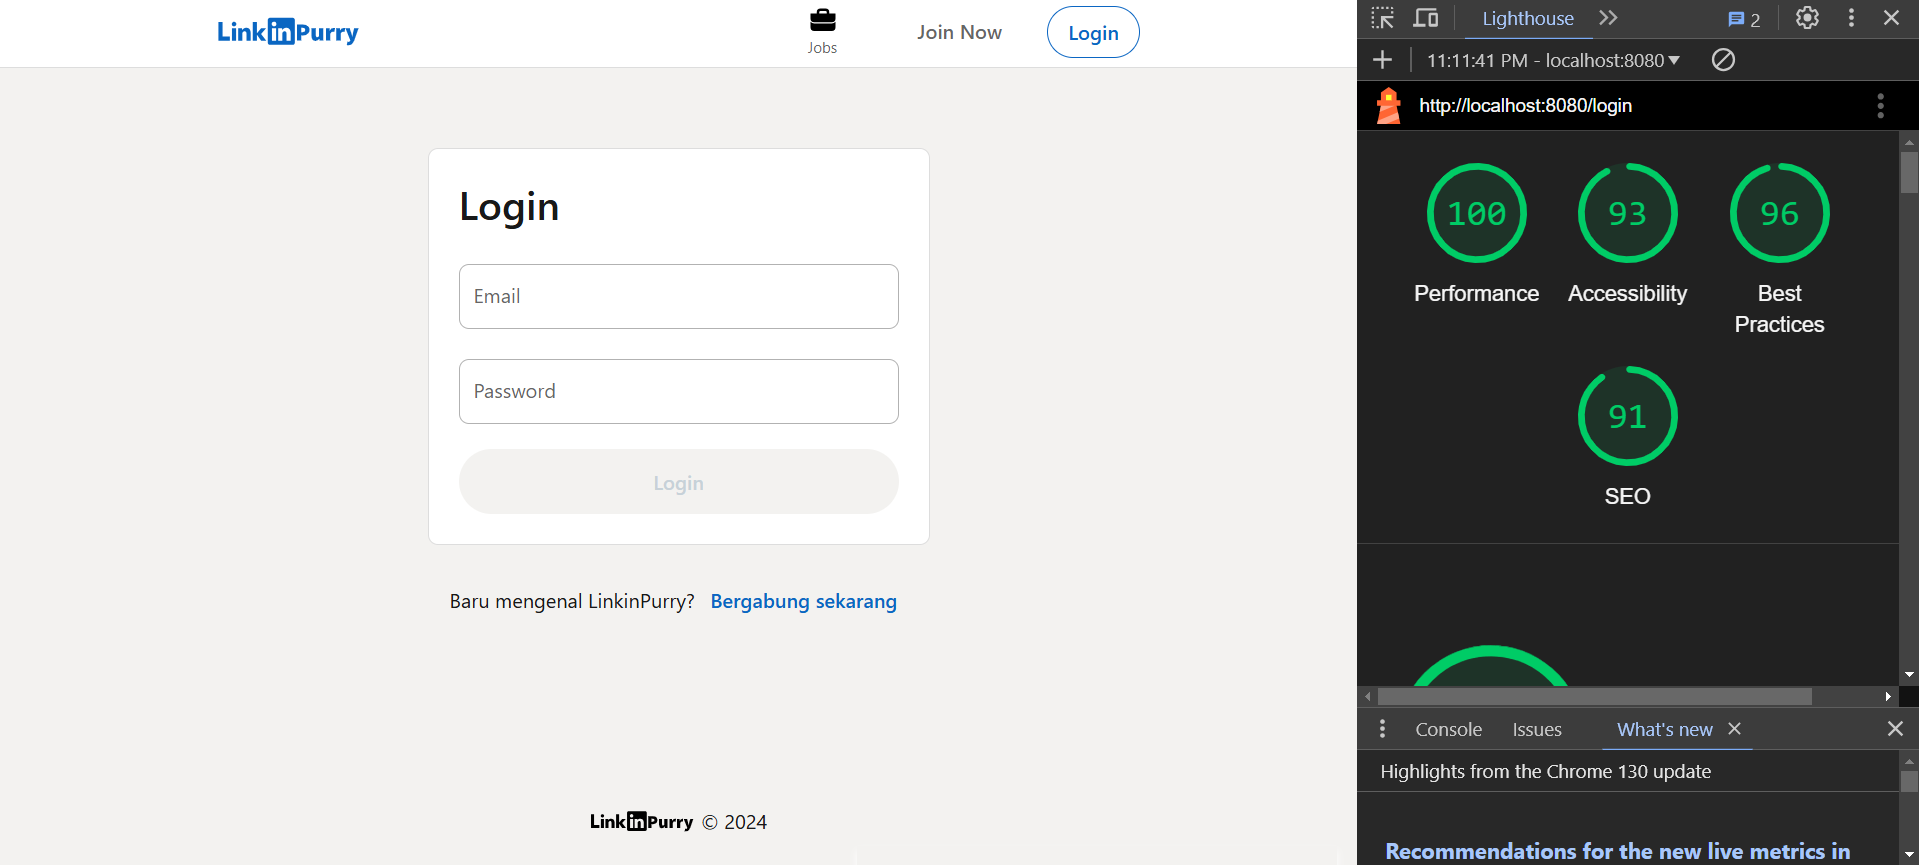 LinkinPurry
Jobs
Join Now
Login
Login
Email
Password
Login
Baru mengenal LinkinPurry? Bergabung sekarang
LinkinPurry © 2024
Lighthouse
2
11:11:41 PM - localhost:8080
http://localhost:8080/login
100
Performance
93
Accessibility
96
Best
Practices
91
SEO
Console
Issues
What's new
Highlights from the Chrome 130 update
Recommendations for the new live metrics in